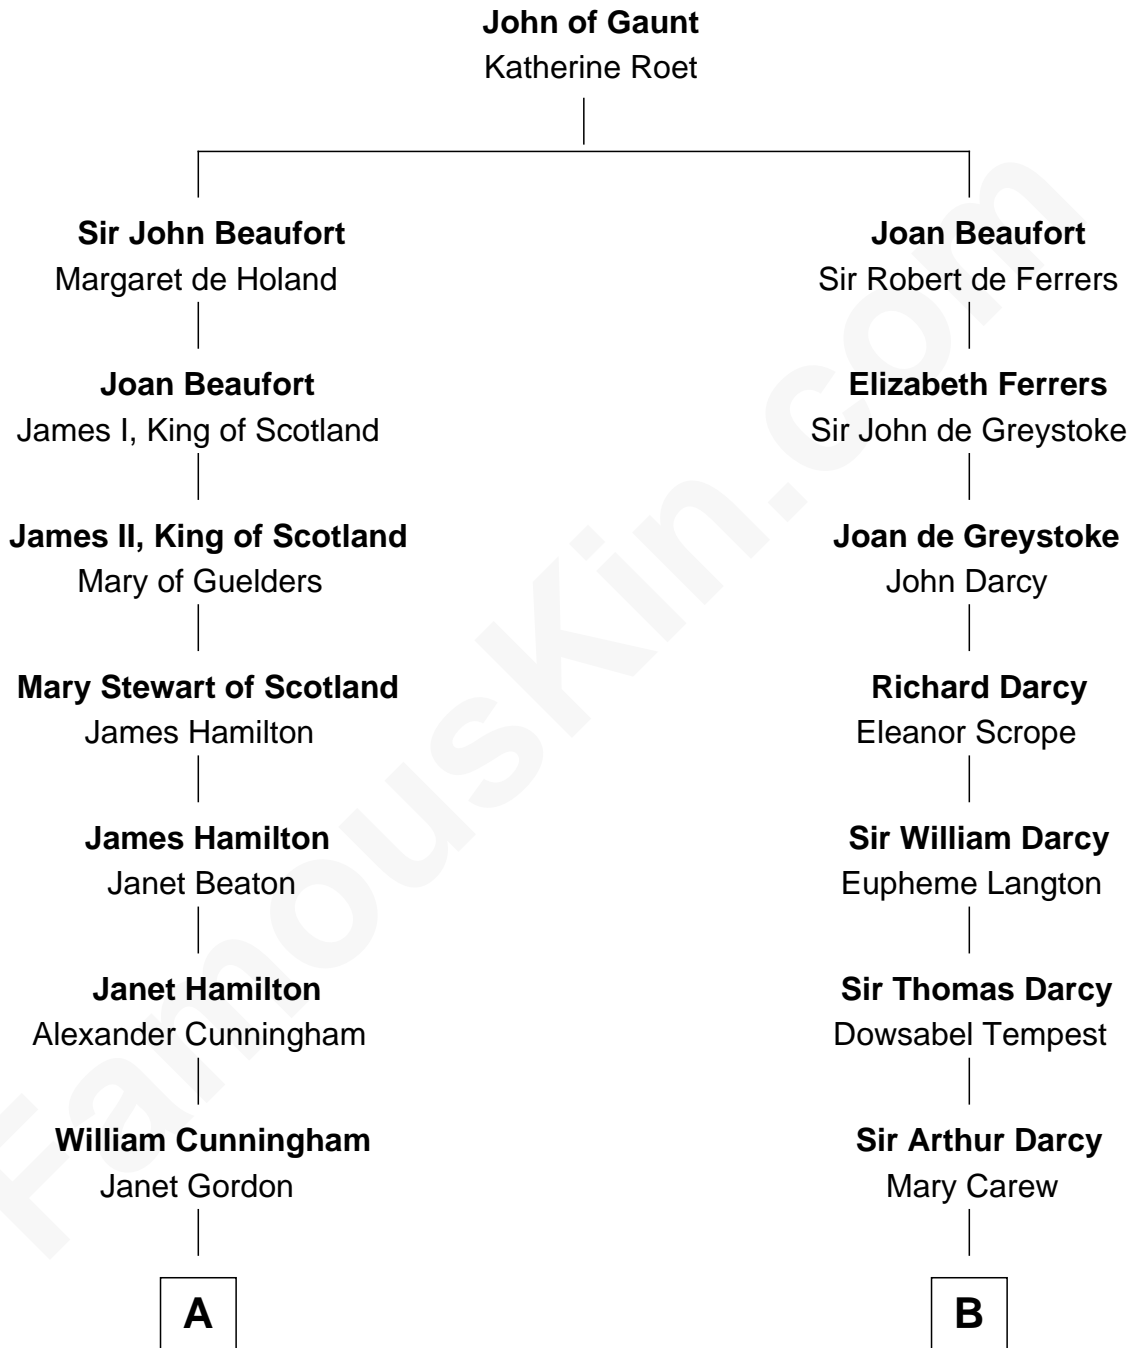 John of Gaunt
Katherine Roet
Sir John Beaufort
Margaret de Holand
Joan Beaufort
James I, King of Scotland
James II, King of Scotland
Mary of Guelders
Mary Stewart of Scotland
James Hamilton
James Hamilton
Janet Beaton
Janet Hamilton
Alexander Cunningham
William Cunningham
Janet Gordon
A
Joan Beaufort
Sir Robert de Ferrers
Elizabeth Ferrers
Sir John de Greystoke
Joan de Greystoke
John Darcy
Richard Darcy
Eleanor Scrope
Sir William Darcy
Eupheme Langton
Sir Thomas Darcy
Dowsabel Tempest
Sir Arthur Darcy
Mary Carew
B
FamousKin.com